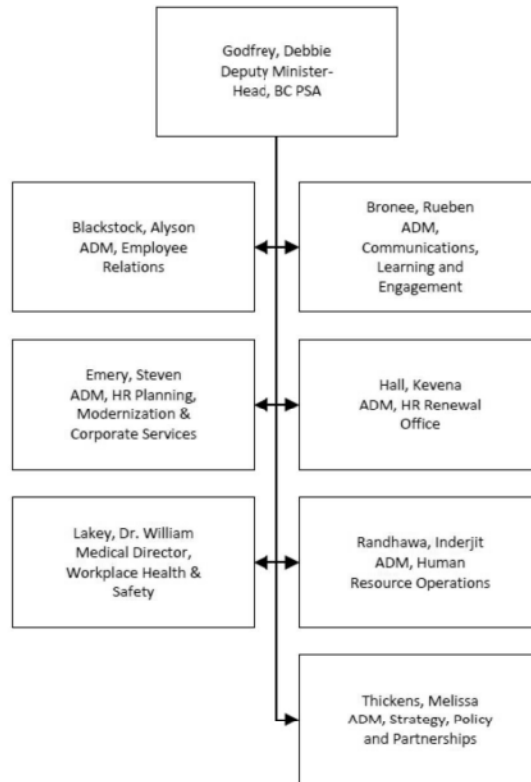 Godfrey, Debbie
Deputy Minister-
Head, BC PSA
Blackstock, Alyson
ADM, Employee
Relations
Bronee, Rueben
ADM,
Communications,
Learning and
Engagement
Emery, Steven
ADM, HR Planning,
Modernization &
Corporate Services
Hall, Kevena
ADM, HR Renewal
Office
Lakey, Dr. William
Medical Director,
Workplace Health &
Safety
Randhawa, Inderjit
ADM, Human
Resource Operations
Thickens, Melissa
ADM, Strategy, Policy
and Partnerships